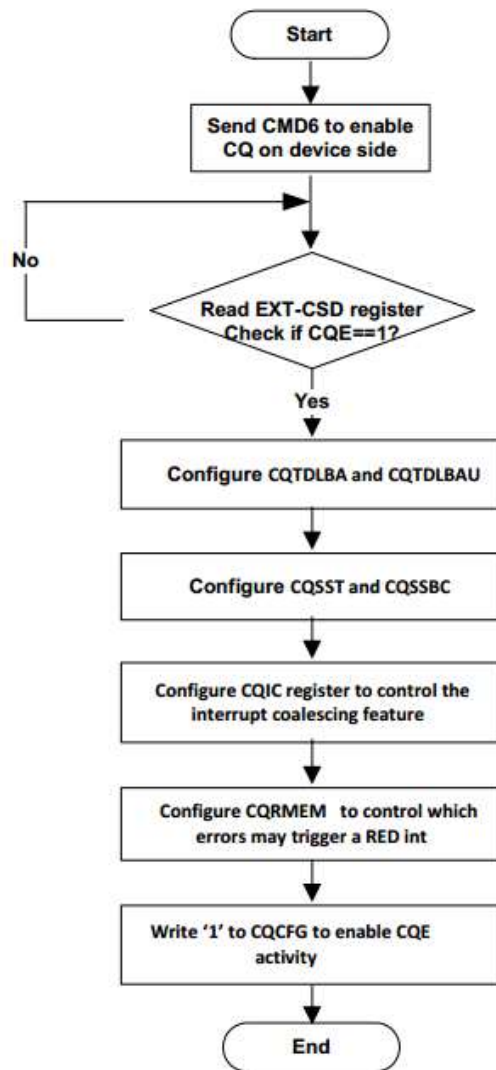 Start
Send CMD6 to enable
CQ on device side
No
Read EXT-CSD register
Check if CQE==1?
Yes
Configure CQTDLBA and CQTDLBAU
Configure CQSST and CQSSBC
Configure CQIC register to control the
interrupt coalescing feature
Configure CQRMEM to control which
errors may trigger a RED int
Write ‘1’ to CQCFG to enable CQE
activity
End